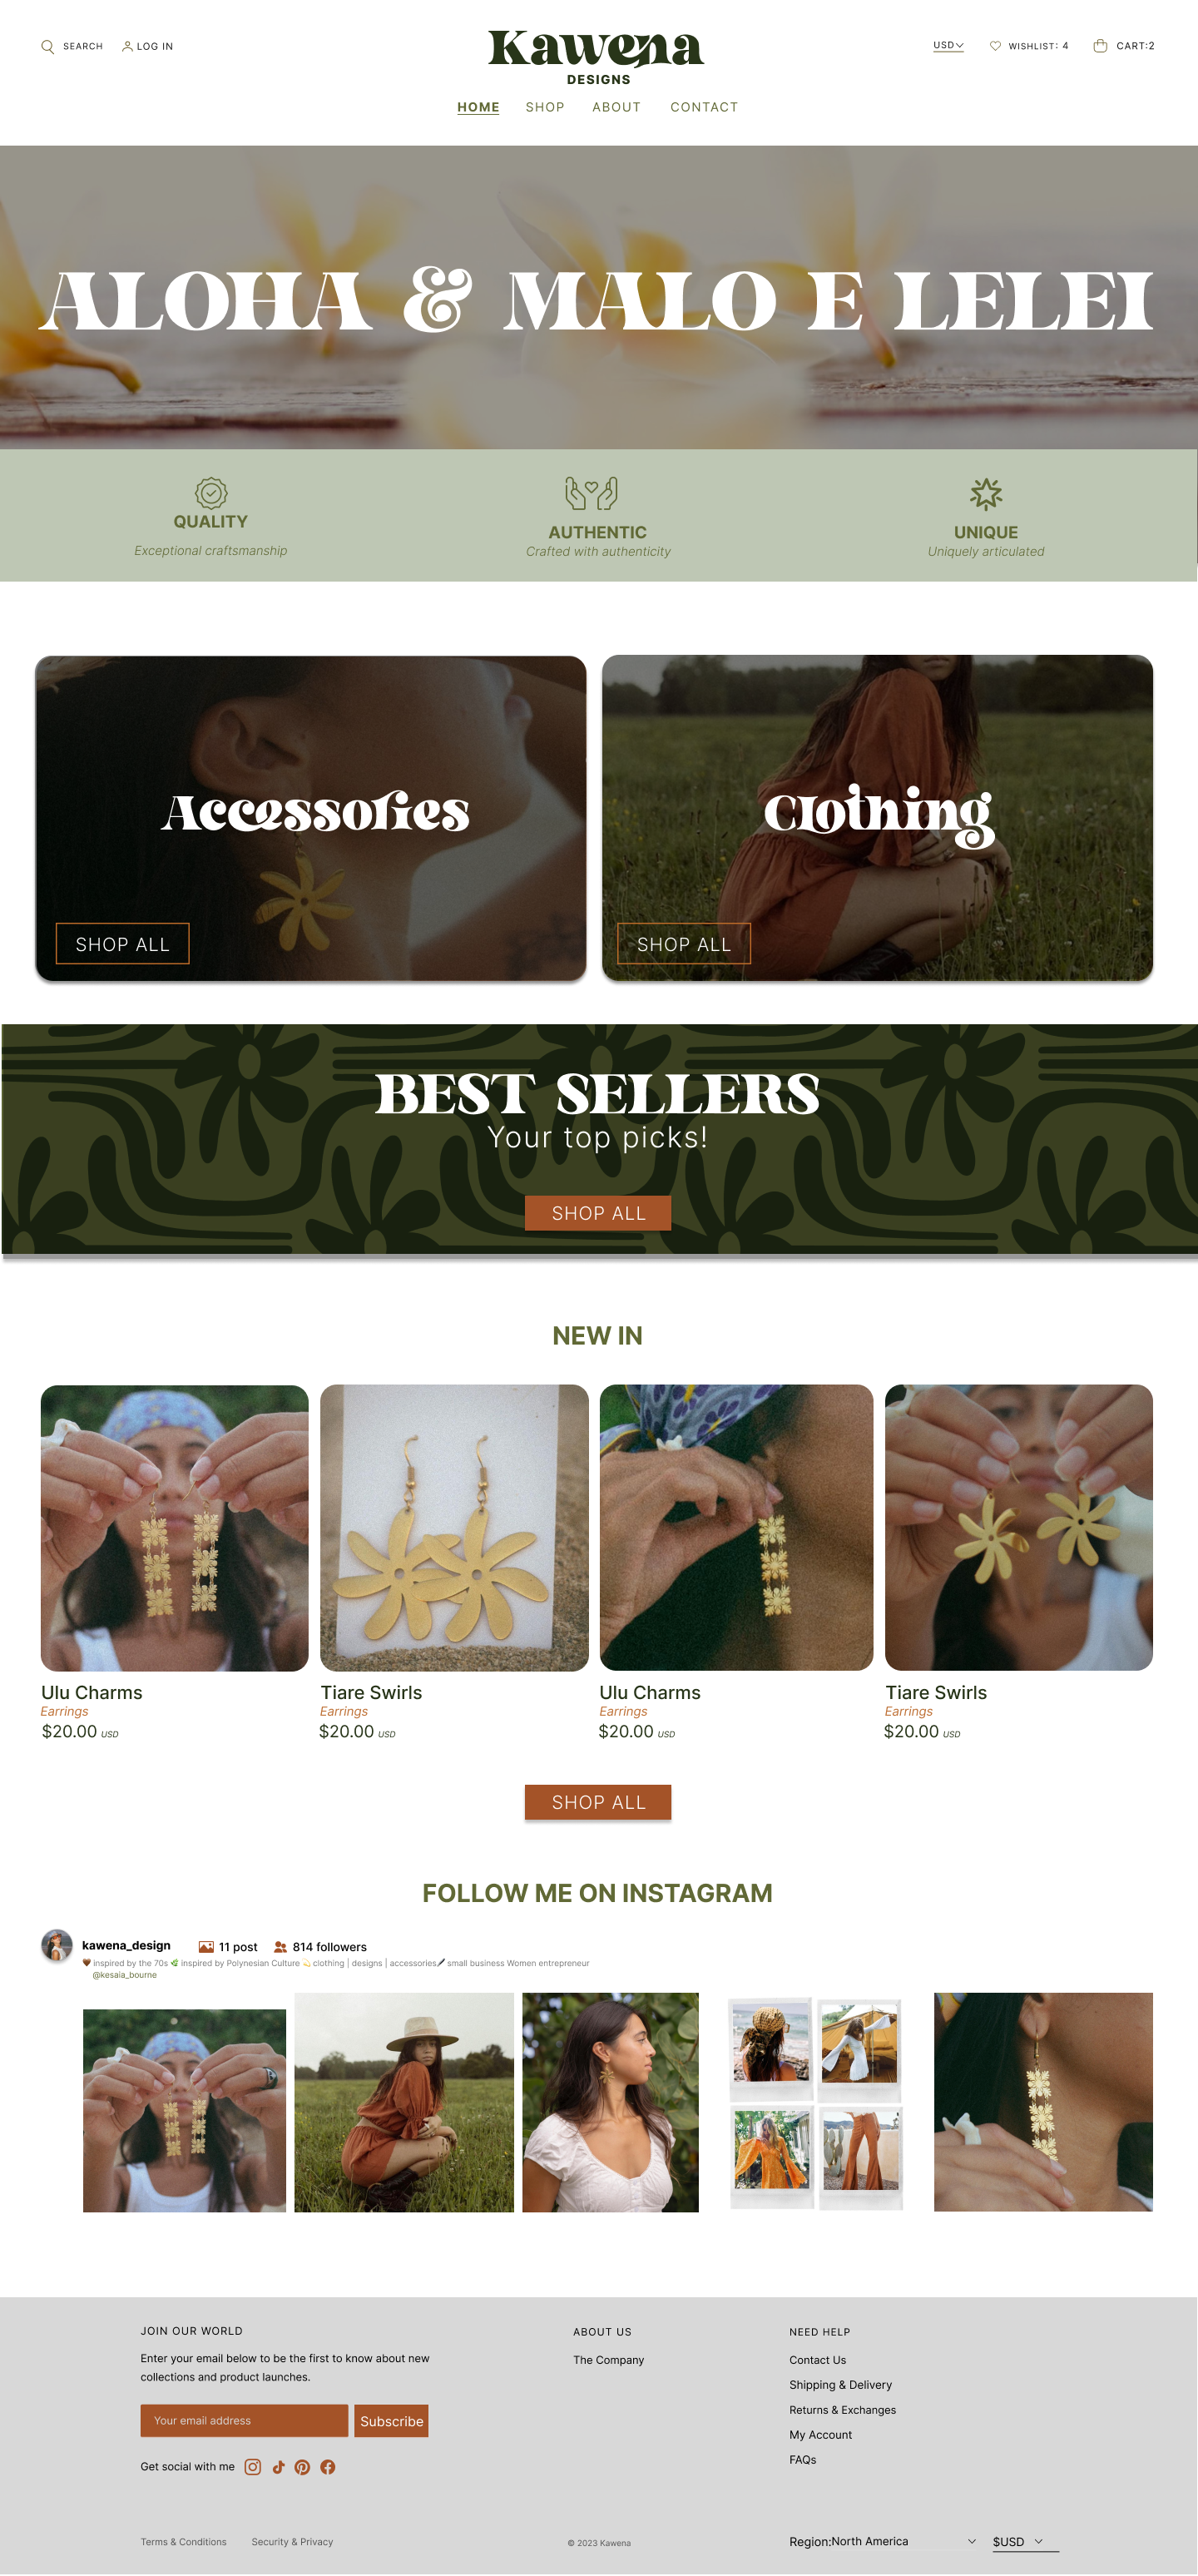 SEARCH
LOG IN
Kawena
DESIGNS
USD
WISHLIST: 4
CART:2
HOME SHOP ABOUT CONTACT
ALOHA & MALO E LELEI
QUALITY
Exceptional craftsmanship
AUTHENTIC
Crafted with authenticity
UNIQUE
Uniquely articulated
Accessories
SHOP ALL
Clothing
SHOP ALL
BEST SELLERS
Your top picks!
SHOP ALL
NEW IN
Ulu Charms
Earrings
$20.00 USD
Tiare Swirls
Earrings
$20.00 USD
Ulu Charms
Earrings
$20.00 USD
Tiare Swirls
Earrings
$20.00 USD
SHOP ALL
FOLLOW ME ON INSTAGRAM
kawena_design 11 post 814 followers
🤎 inspired by the 70s 🌿 inspired by Polynesian Culture 💫 clothing | designs | accessories🖋 small business Women entrepreneur
@kesaia_bourne
JOIN OUR WORLD
Enter your email below to be the first to know about new
collections and product launches.
Your email address
Subscribe
Get social with me
ABOUT US
The Company
NEED HELP
Contact Us
Shipping & Delivery
Returns & Exchanges
My Account
FAQs
Terms & Conditions
Security & Privacy
© 2023 Kawena
Region:North America
$USD